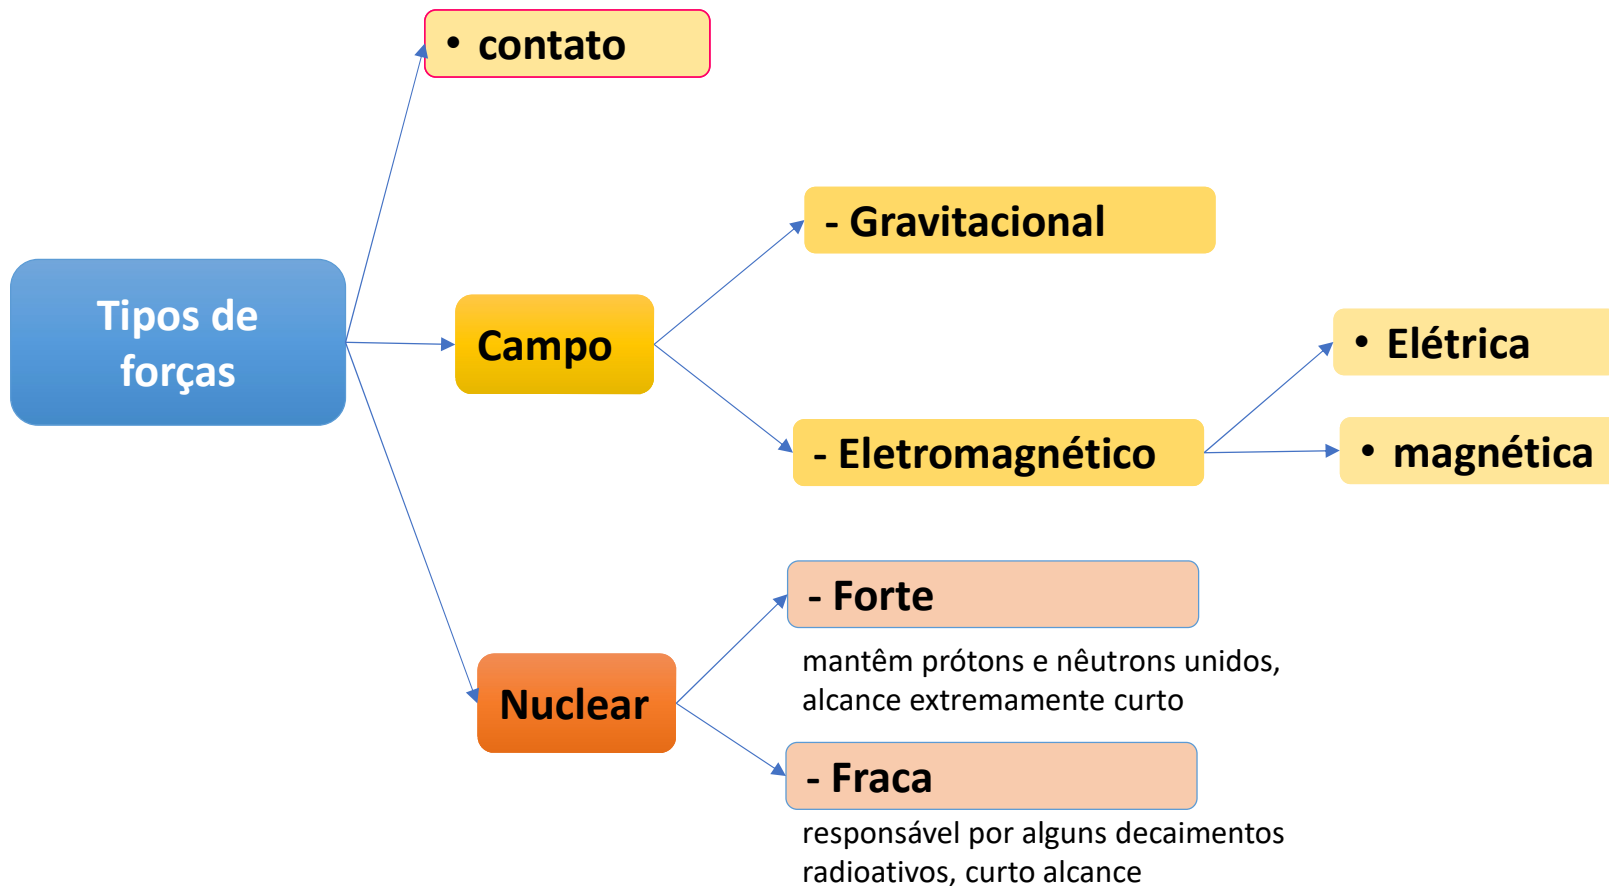 • contato
- Gravitacional
Tipos de
forças
Campo
• Elétrica
- Eletromagnético
• magnética
- Forte
mantêm prótons e nêutrons unidos,
alcance extremamente curto
Nuclear
- Fraca
responsável por alguns decaimentos
radioativos, curto alcance